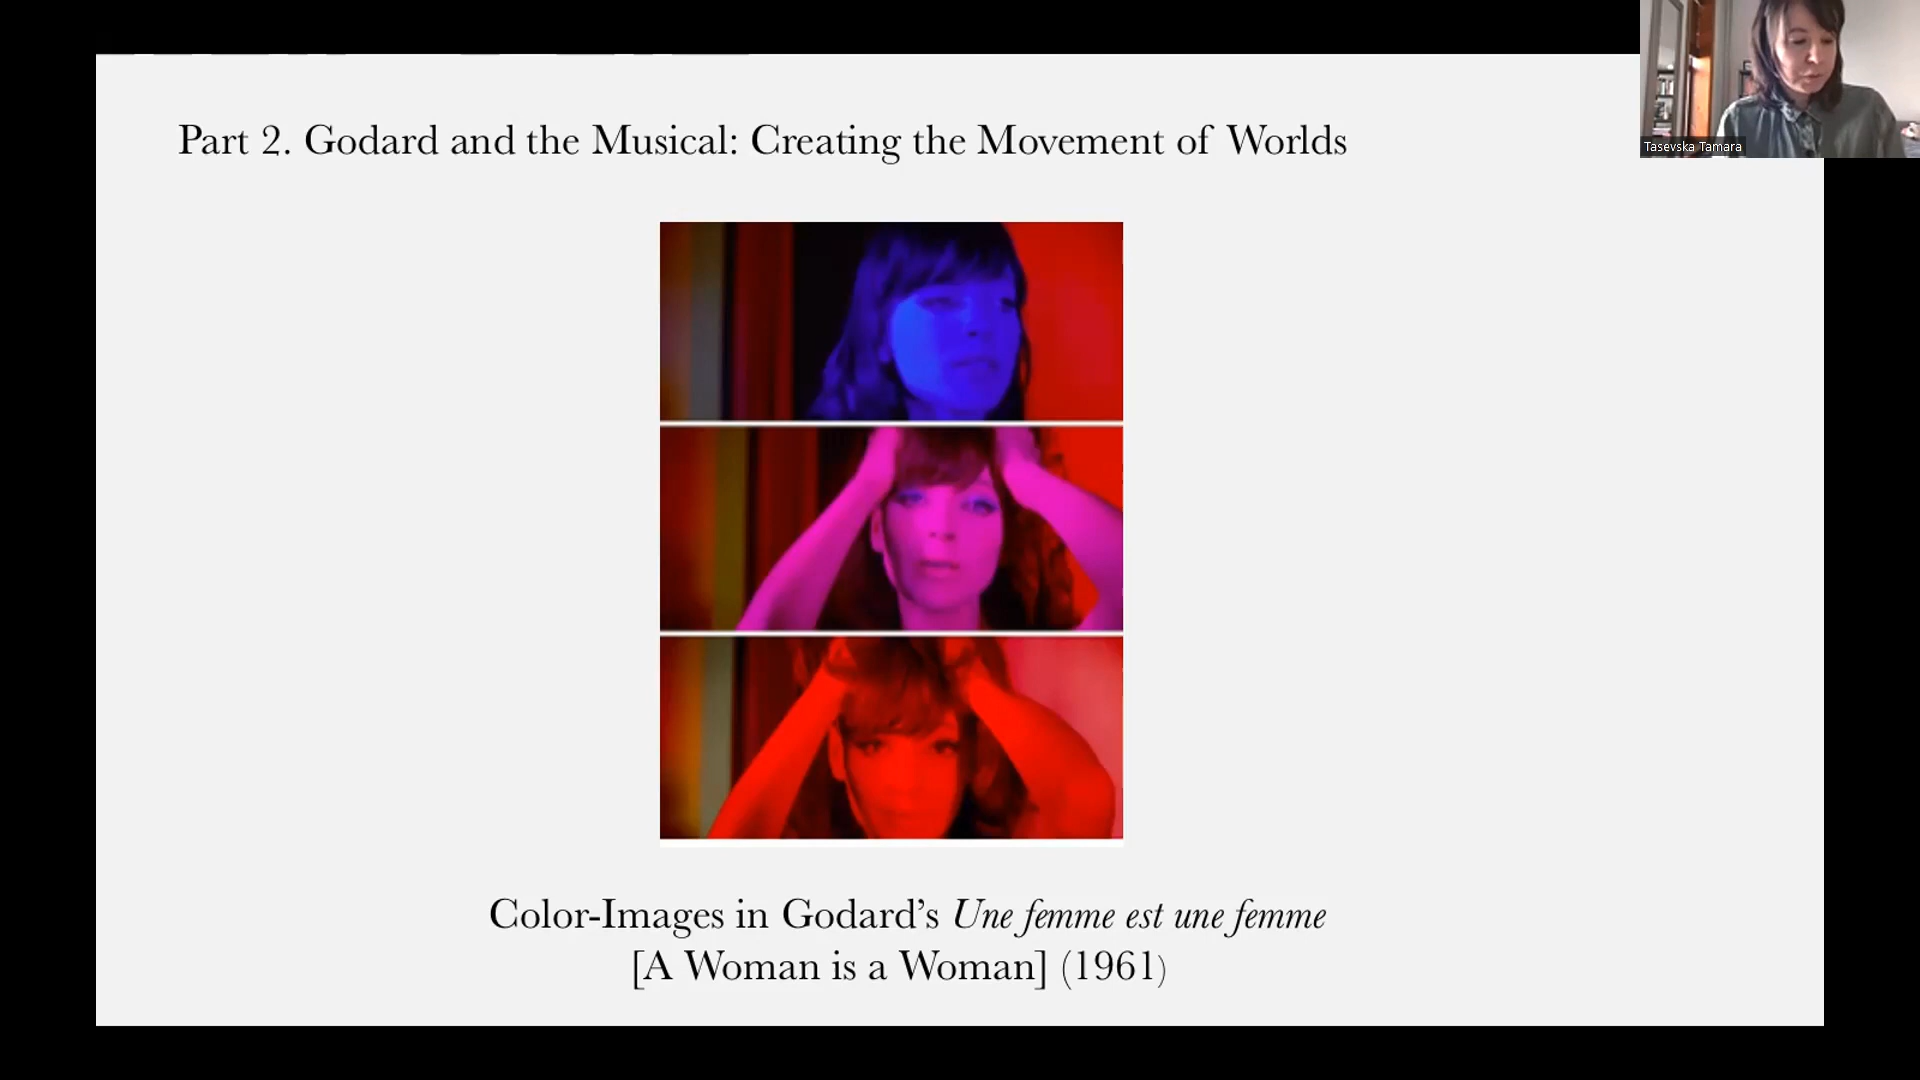 Part 2. Godard and the Musical: Creating the Movement of Worlds
Tasevska Tamara
Color-Images in Godard’s Une femme est une femme
[A Woman is a Woman] (1961)